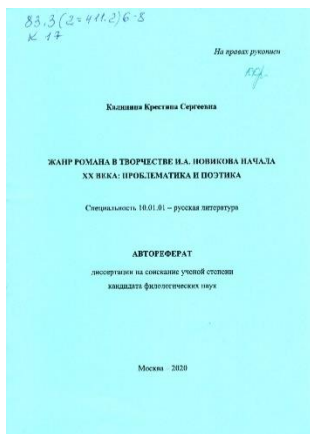 83.3(2=411.2)6-8
К 17
На правах рукописи
Калинина Кристина Сергеевна
ЖАНР РОМАНА В ТВОРЧЕСТВЕ И.А. НОВИКОВА НАЧАЛА
XX ВЕКА: ПРОБЛЕМАТИКА И ПОЭТИКА
Специальность 10.01.01 – русская литература
АВТОРЕФЕРАТ
диссертации на соискание ученой степени
кандидата филологических наук
Москва 2020